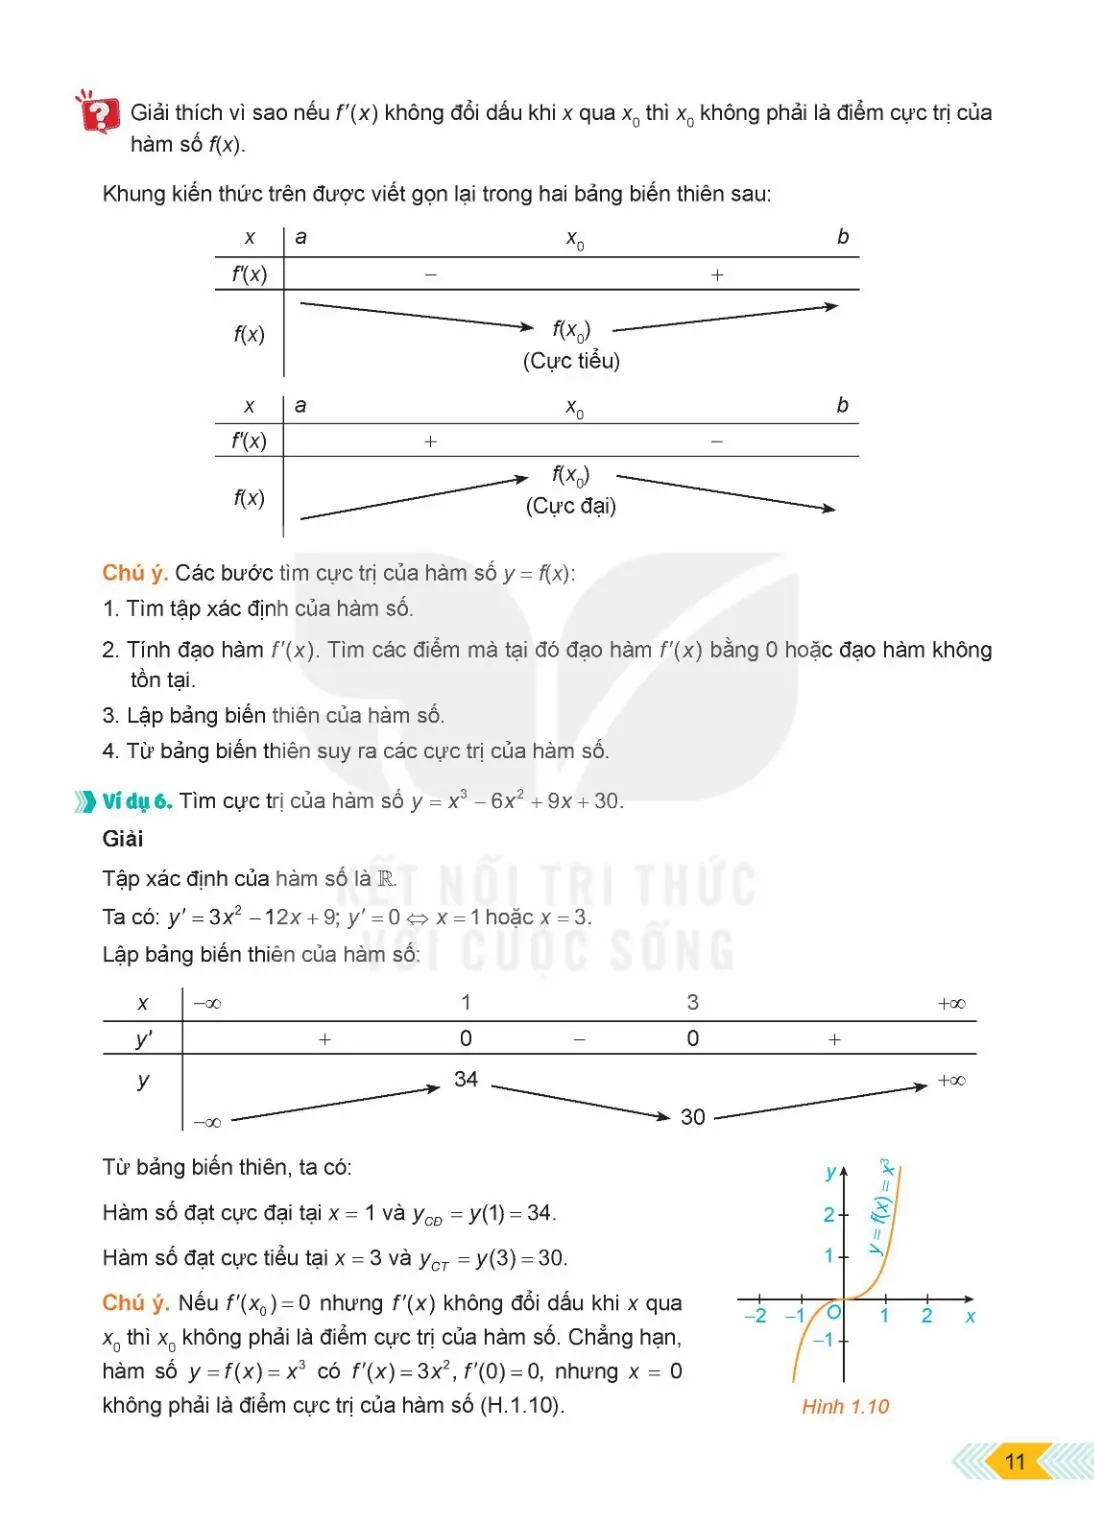 Giải thích vì sao nếu f′(x) không đổi dấu khi x qua x₀ thì x₀ không phải là điểm cực trị của
hàm số f(x).
Khung kiến thức trên được viết gọn lại trong hai bảng biến thiên sau:
x a x₀ b
f′(x) – +
f(x) f(x₀)
(Cực tiểu)
x a x₀ b
f′(x) + –
f(x₀)
f(x) (Cực đại)
Chú ý. Các bước tìm cực trị của hàm số y = f(x):
1. Tìm tập xác định của hàm số.
2. Tính đạo hàm f′(x). Tìm các điểm mà tại đó đạo hàm f′(x) bằng 0 hoặc đạo hàm không
tồn tại.
3. Lập bảng biến thiên của hàm số.
4. Từ bảng biến thiên suy ra các cực trị của hàm số.
Ví dụ 6. Tìm cực trị của hàm số y = x³ – 6x² + 9x + 30.
Giải
Tập xác định của hàm số là ℝ.
KẾT NỐI TRI THỨC
Ta có: y′ = 3x² – 12x + 9; y′ = 0 ⇔ x = 1 hoặc x = 3.
VỚI CUỘC SỐNG
Lập bảng biến thiên của hàm số:
x –∞ 1 3 +∞
y′ + 0 – 0 +
y 34 +∞
–∞ 30
Từ bảng biến thiên, ta có:
Hàm số đạt cực đại tại x = 1 và y_CĐ = y(1) = 34.
Hàm số đạt cực tiểu tại x = 3 và y_CT = y(3) = 30.
Chú ý. Nếu f′(x₀) = 0 nhưng f′(x) không đổi dấu khi x qua
x₀ thì x₀ không phải là điểm cực trị của hàm số. Chẳng hạn,
hàm số y = f(x) = x³ có f′(x) = 3x², f′(0) = 0, nhưng x = 0
không phải là điểm cực trị của hàm số (H.1.10).
y
y = f(x) = x³
2
1
–2 –1 O 1 2 x
–1
Hình 1.10
11